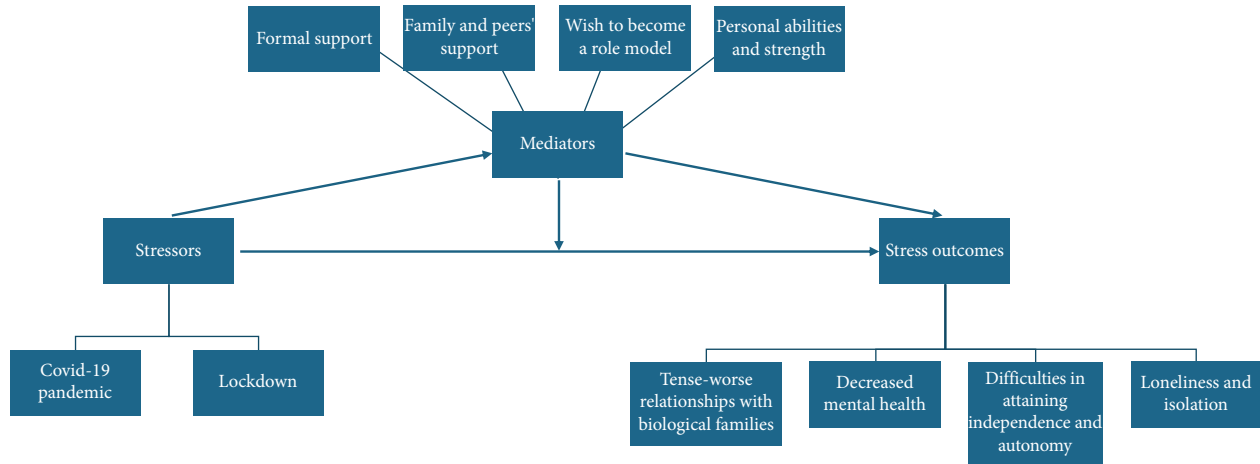 Formal support
Family and peers'
support
Wish to become
a role model
Personal abilities
and strength
Mediators
Stressors
Stress outcomes
Covid-19
pandemic
Lockdown
Tense-worse
relationships with
biological families
Decreased
mental health
Difficulties in
attaining
independence and
autonomy
Loneliness and
isolation